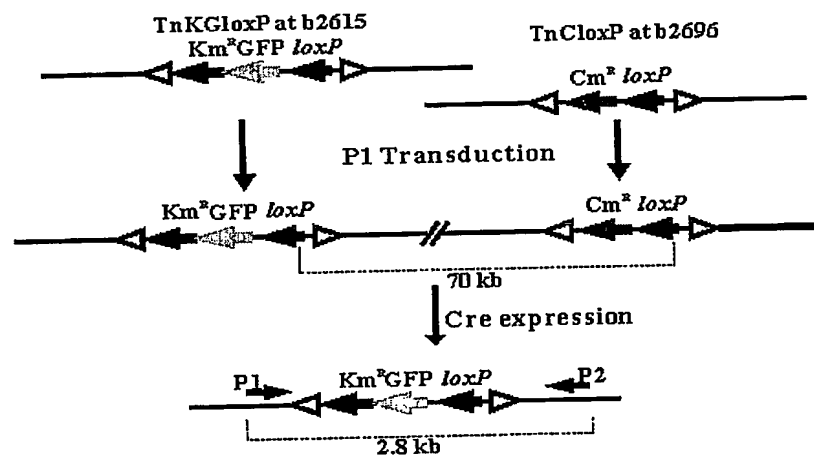 TnKGloxP at b2615
Km^R GFP loxP
TnCloxP at b2696
Cm^R loxP
P1 Transduction
Km^R GFP loxP
Cm^R loxP
70 kb
Cre expression
P1
Km^R GFP loxP
P2
2.8 kb